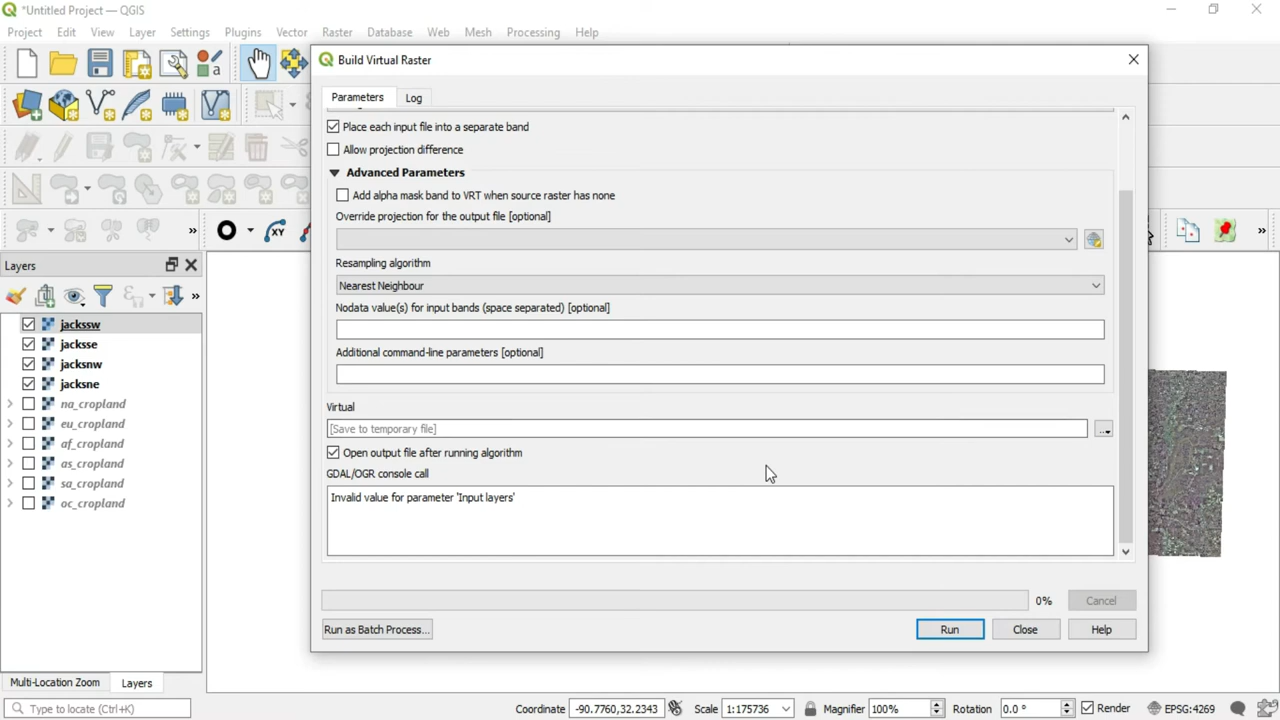 *Untitled Project — QGIS
Project Edit View Layer Settings Plugins Vector Raster Database Web Mesh Processing Help
Build Virtual Raster
Parameters Log
Place each input file into a separate band
Allow projection difference
Advanced Parameters
Add alpha mask band to VRT when source raster has none
Override projection for the output file [optional]
Resampling algorithm
Nearest Neighbour
Nodata value(s) for input bands (space separated) [optional]
Additional command-line parameters [optional]
Virtual
[Save to temporary file]
...
Open output file after running algorithm
GDAL/OGR console call
Invalid value for parameter 'Input layers'
0% Cancel
Run as Batch Process... Run Close Help
Layers
jackssw
jacksse
jacksnw
jacksne
na_cropland
eu_cropland
af_cropland
as_cropland
sa_cropland
oc_cropland
Multi-Location Zoom Layers
Type to locate (Ctrl+K) Coordinate -90.7760,32.2343 Scale 1:175736 Magnifier 100% Rotation 0.0 ° Render EPSG:4269